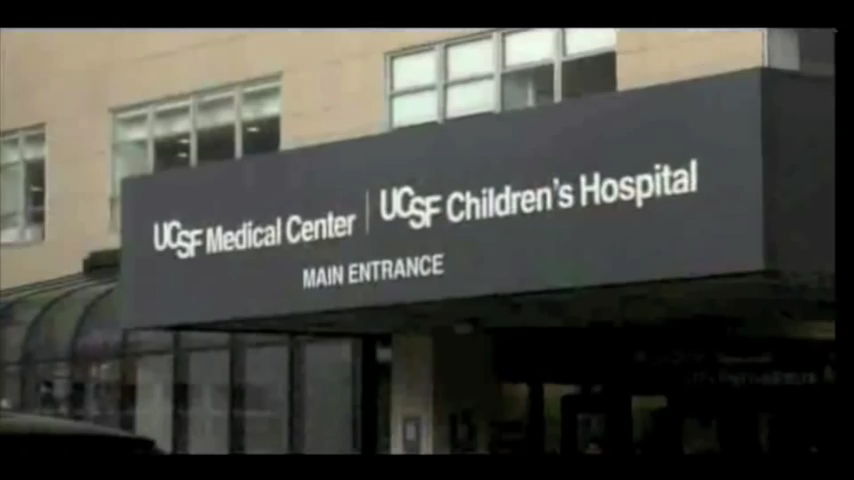 UCSF Medical Center | UCSF Children's Hospital
MAIN ENTRANCE